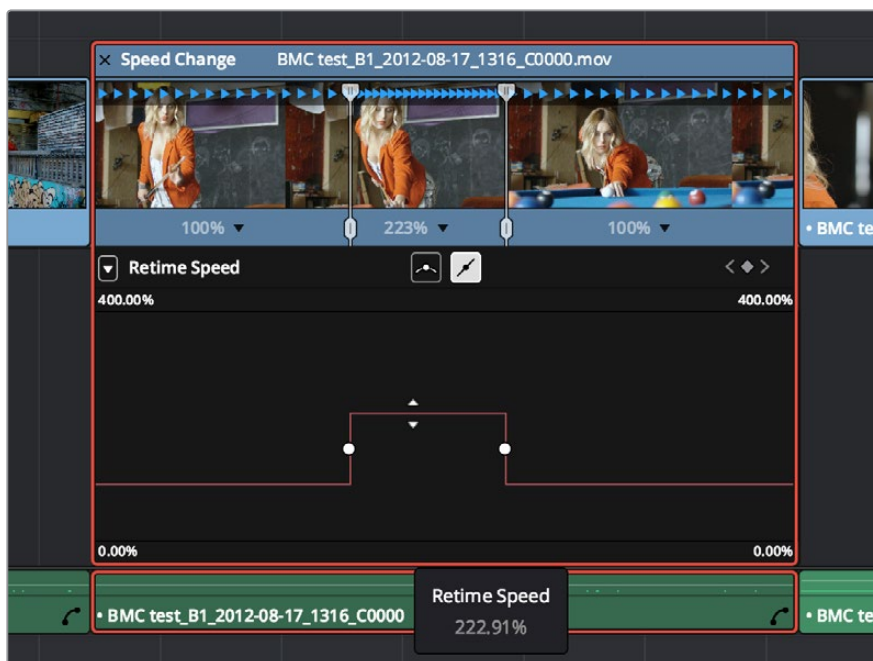 × Speed Change BMC test_B1_2012-08-17_1316_C0000.mov
100% 223% 100%
• BMC te
Retime Speed
400.00% 400.00%
0.00% 0.00%
• BMC test_B1_2012-08-17_1316_C0000
• BMC te
Retime Speed
222.91%